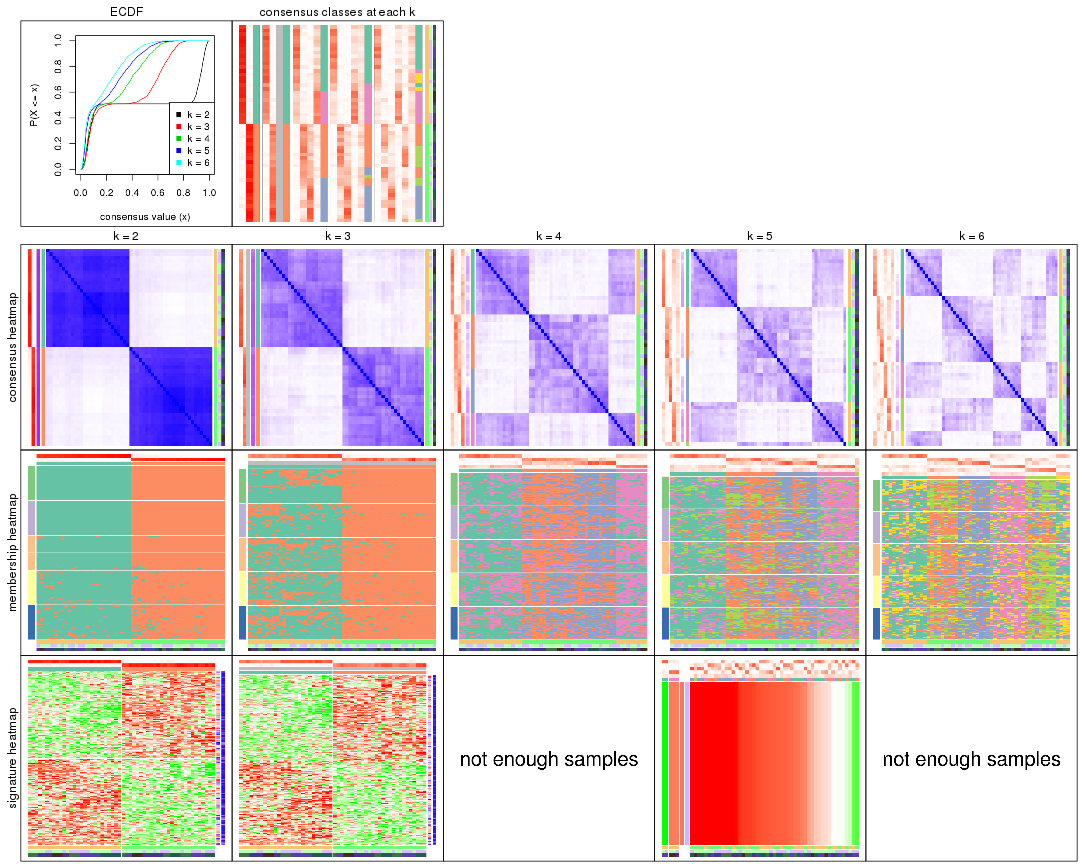 ECDF
consensus classes at each k
P(X <= x)
1.0
0.8
0.6
0.4
0.2
0.0
k = 2
k = 3
k = 4
k = 5
k = 6
0.0 0.2 0.4 0.6 0.8 1.0
consensus value (x)
k = 2
k = 3
k = 4
k = 5
k = 6
consensus heatmap
membership heatmap
signature heatmap
not enough samples
not enough samples